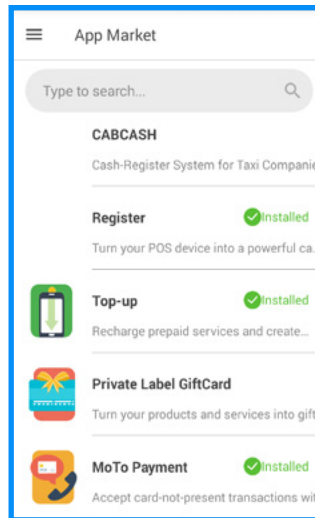 App Market
Type to search...
CABCASH
Cash-Register System for Taxi Companie
Register Installed
Turn your POS device into a powerful ca.
Top-up Installed
Recharge prepaid services and create...
Private Label GiftCard
Turn your products and services into gift
MoTo Payment Installed
Accept card-not-present transactions wit